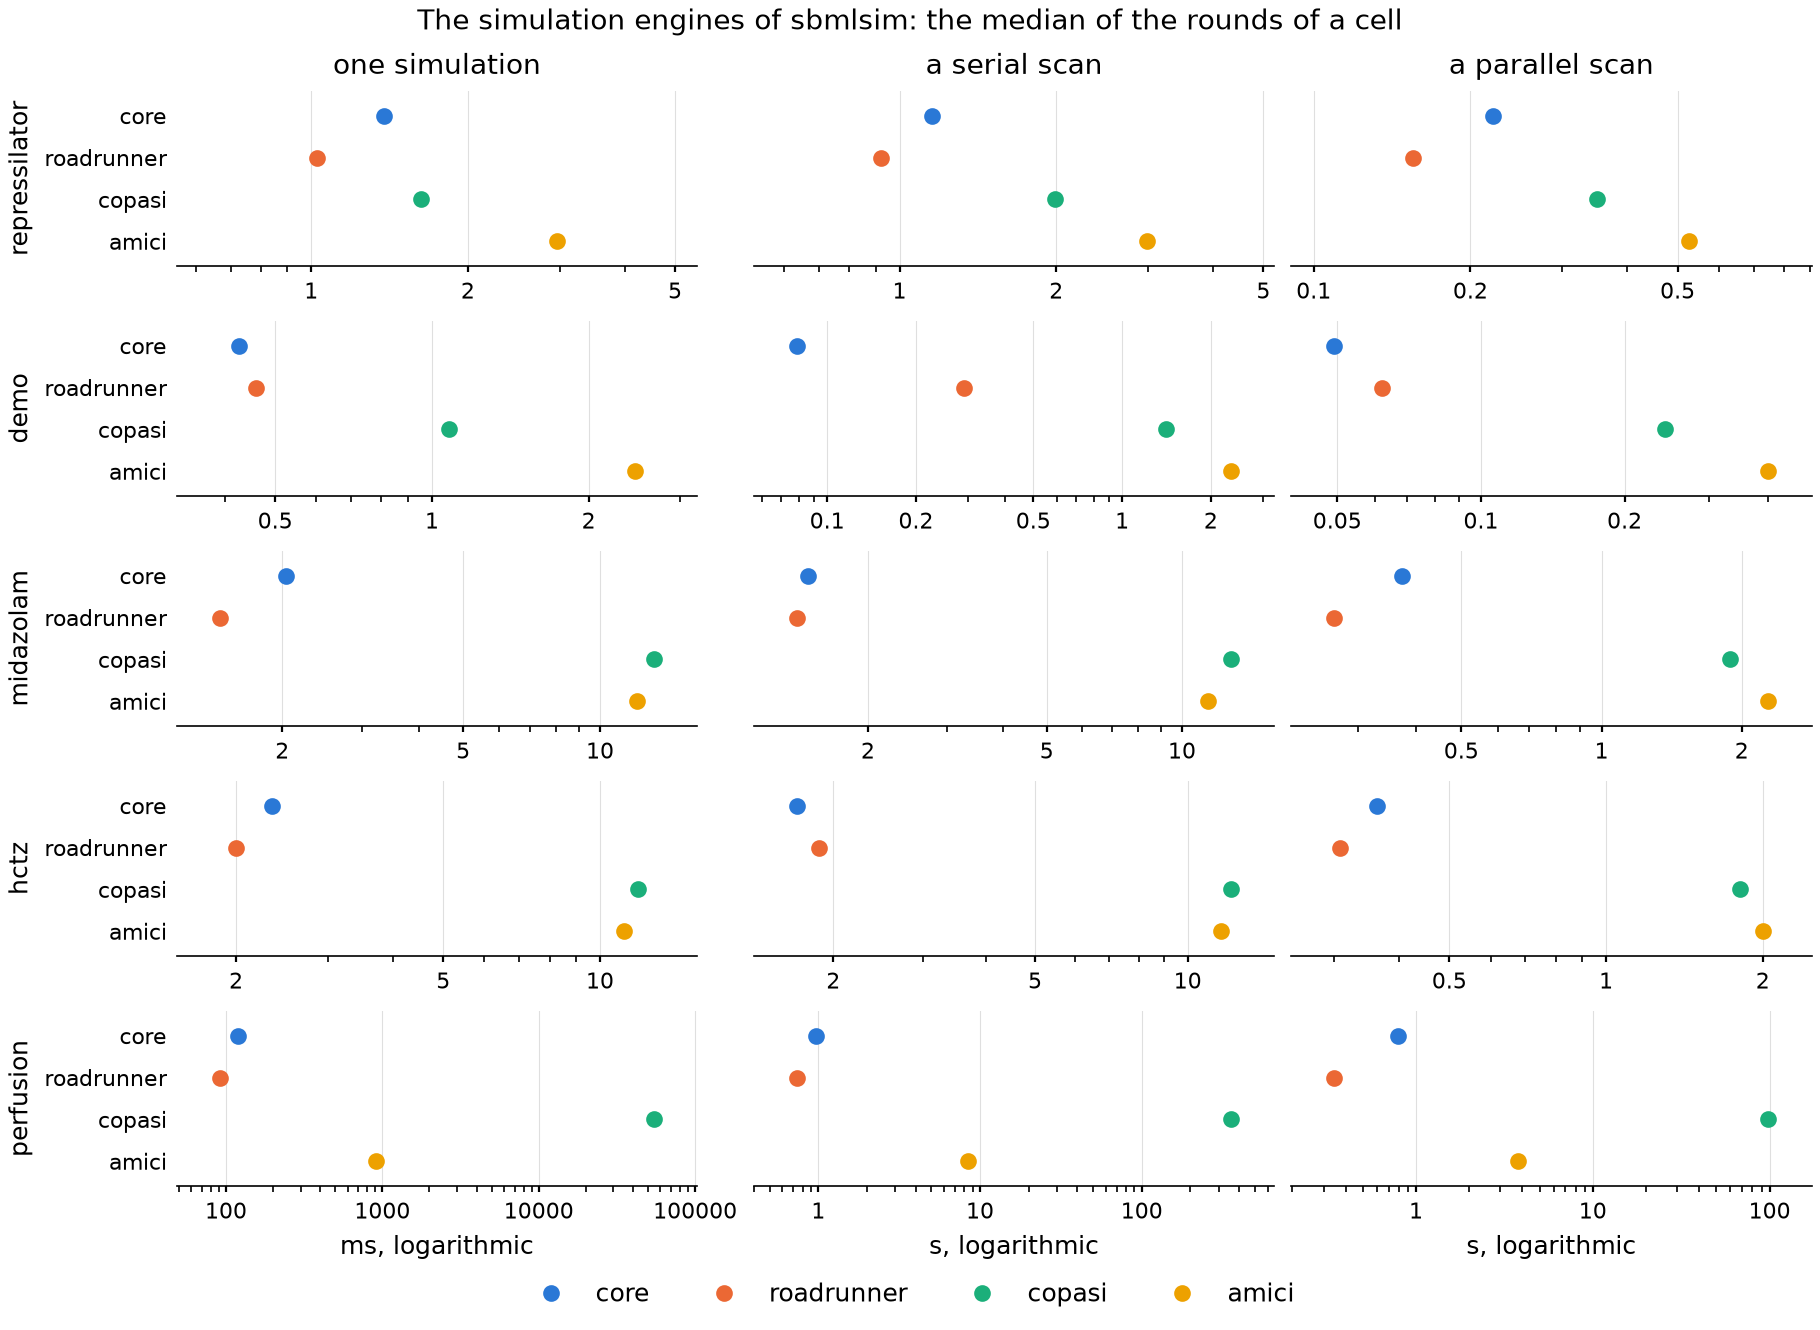 The simulation engines of sbmlsim: the median of the rounds of a cell
one simulation
a serial scan
a parallel scan
repressilator
core
roadrunner
copasi
amici
1 2 5
1 2 5
0.1 0.2 0.5
demo
core
roadrunner
copasi
amici
0.5 1 2
0.1 0.2 0.5 1 2
0.05 0.1 0.2
midazolam
core
roadrunner
copasi
amici
2 5 10
2 5 10
0.5 1 2
hctz
core
roadrunner
copasi
amici
2 5 10
2 5 10
0.5 1 2
perfusion
core
roadrunner
copasi
amici
100 1000 10000 100000
1 10 100
1 10 100
ms, logarithmic
s, logarithmic
s, logarithmic
core roadrunner copasi amici